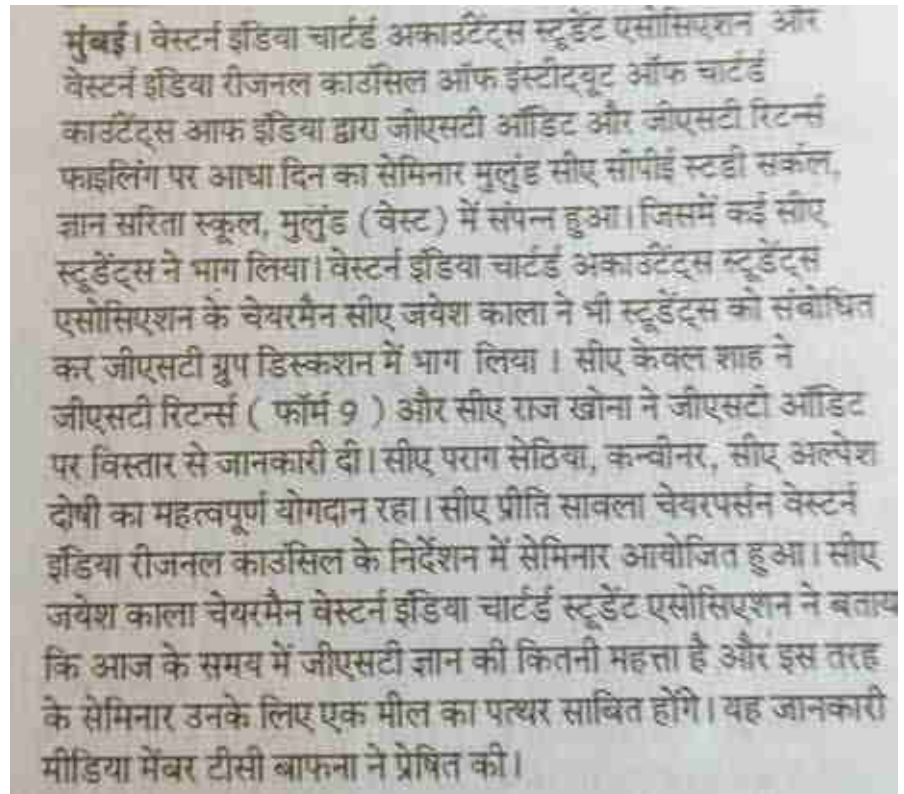 मुंबई। वेस्टर्न इंडिया चार्टर्ड अकाउटेंट्स स्टूडेंट एसोसिएशन और
वेस्टर्न इंडिया रीजनल काउंसिल ऑफ इंस्टीट्यूट ऑफ चार्टर्ड
काउंटेंट्स आफ इंडिया द्वारा जीएसटी ऑडिट और जीएसटी रिटर्न्स
फाइलिंग पर आधा दिन का सेमिनार मुलुंड सीए सीपीई स्टडी सर्कल,
ज्ञान सरिता स्कूल, मुलुंड (वेस्ट) में संपन्न हुआ। जिसमें कई सीए
स्टूडेंट्स ने भाग लिया। वेस्टर्न इंडिया चार्टर्ड अकाउंटेंट्स स्टूडेंट्स
एसोसिएशन के चेयरमैन सीए जयेश काला ने भी स्टूडेंट्स को संबोधित
कर जीएसटी ग्रुप डिस्कशन में भाग लिया । सीए केवल शाह ने
जीएसटी रिटर्न्स ( फॉर्म 9 ) और सीए राज खोना ने जीएसटी ऑडिट
पर विस्तार से जानकारी दी। सीए पराग सेठिया, कन्वीनर, सीए अल्पेश
दोषी का महत्वपूर्ण योगदान रहा। सीए प्रीति सावला चेयरपर्सन वेस्टर्न
इंडिया रीजनल काउंसिल के निर्देशन में सेमिनार आयोजित हुआ। सीए
जयेश काला चेयरमैन वेस्टर्न इंडिया चार्टर्ड स्टूडेंट एसोसिएशन ने बताय
कि आज के समय में जीएसटी ज्ञान की कितनी महत्ता है और इस तरह
के सेमिनार उनके लिए एक मील का पत्थर साबित होंगे। यह जानकारी
मीडिया मेंबर टीसी बाफना ने प्रेषित की।